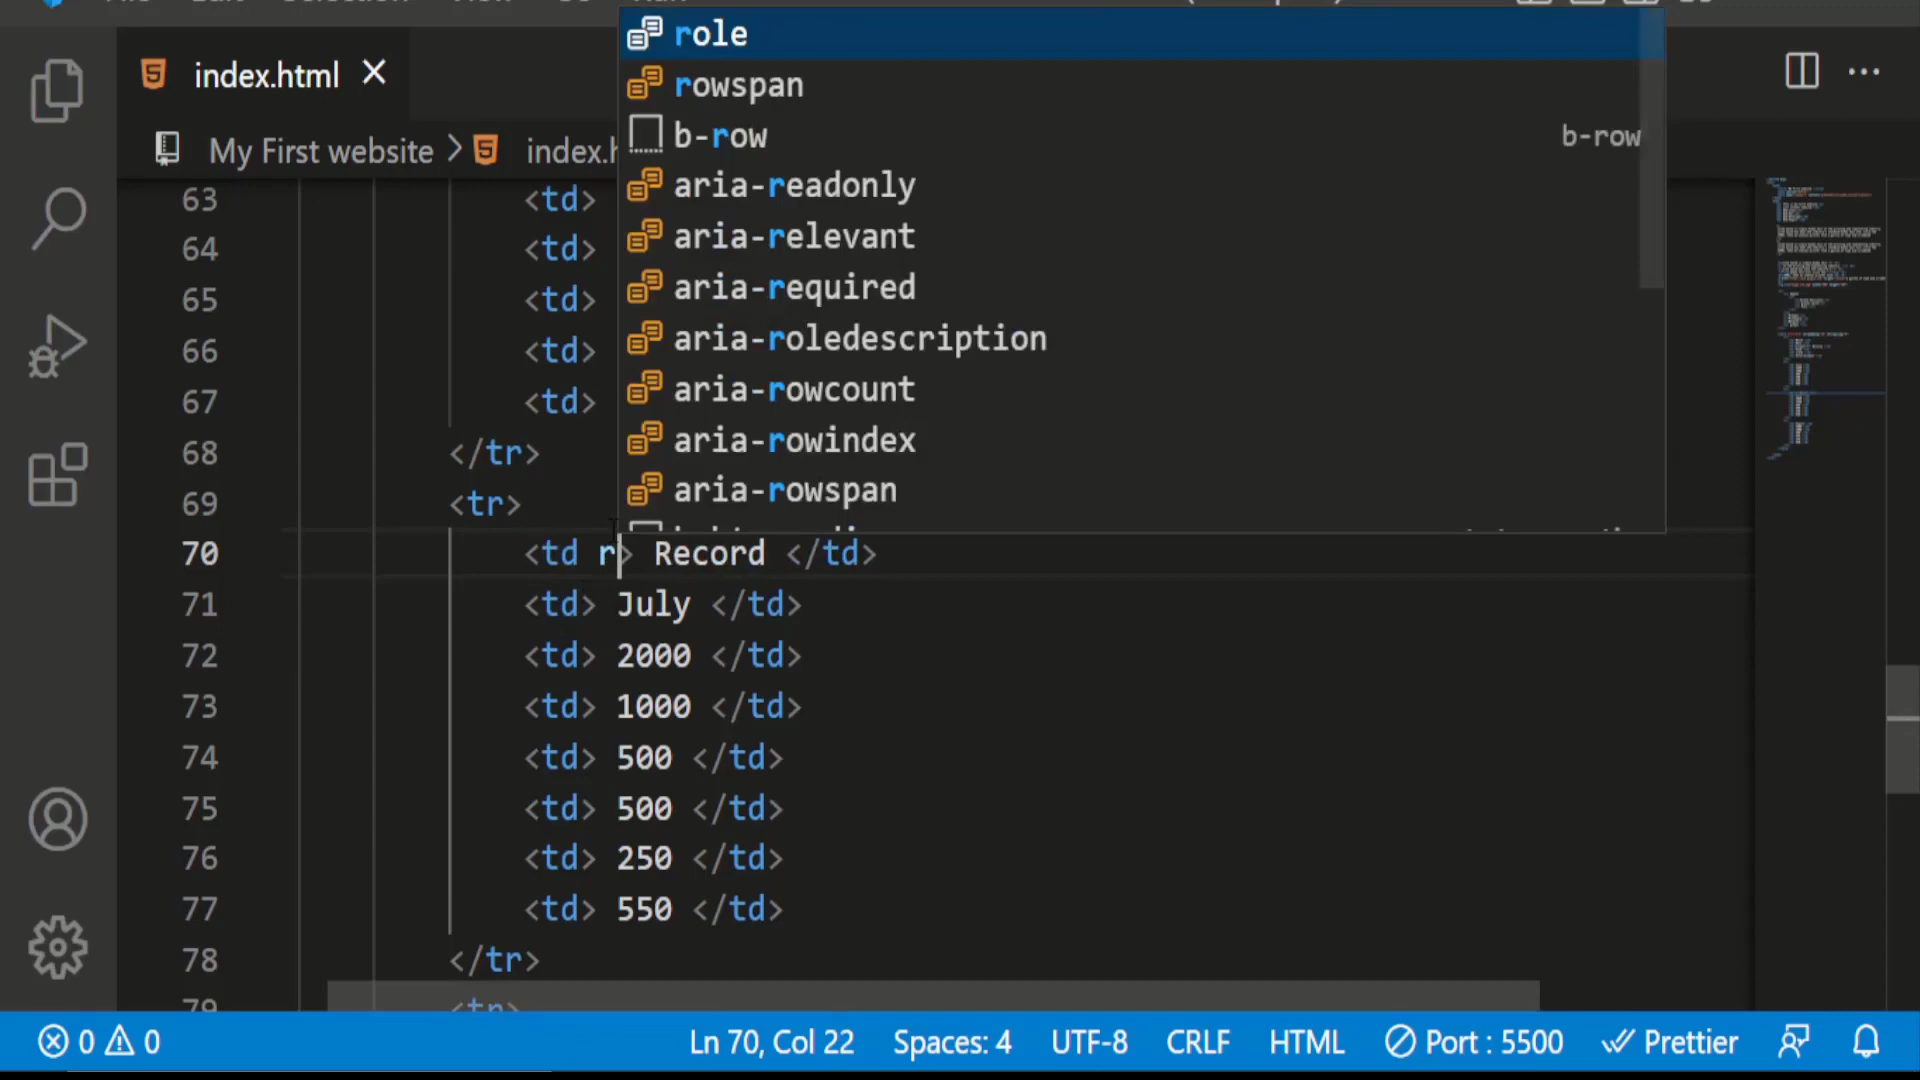 role
index.html
rowspan
b-row b-row
My First website > index.h
aria-readonly
63 <td>
aria-relevant
64 <td>
aria-required
65 <td>
aria-roledescription
66 <td>
aria-rowcount
67 <td>
aria-rowindex
68 </tr>
aria-rowspan
69 <tr>
70 <td r> Record </td>
71 <td> July </td>
72 <td> 2000 </td>
73 <td> 1000 </td>
74 <td> 500 </td>
75 <td> 500 </td>
76 <td> 250 </td>
77 <td> 550 </td>
78 </tr>
79 <tr>
0 0 Ln 70, Col 22 Spaces: 4 UTF-8 CRLF HTML Port : 5500 Prettier